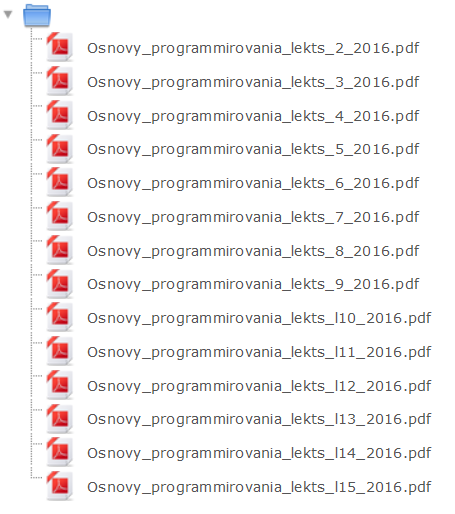 Osnovy_programmirovania_lekts_2_2016.pdf
Osnovy_programmirovania_lekts_3_2016.pdf
Osnovy_programmirovania_lekts_4_2016.pdf
Osnovy_programmirovania_lekts_5_2016.pdf
Osnovy_programmirovania_lekts_6_2016.pdf
Osnovy_programmirovania_lekts_7_2016.pdf
Osnovy_programmirovania_lekts_8_2016.pdf
Osnovy_programmirovania_lekts_9_2016.pdf
Osnovy_programmirovania_lekts_l10_2016.pdf
Osnovy_programmirovania_lekts_l11_2016.pdf
Osnovy_programmirovania_lekts_l12_2016.pdf
Osnovy_programmirovania_lekts_l13_2016.pdf
Osnovy_programmirovania_lekts_l14_2016.pdf
Osnovy_programmirovania_lekts_l15_2016.pdf